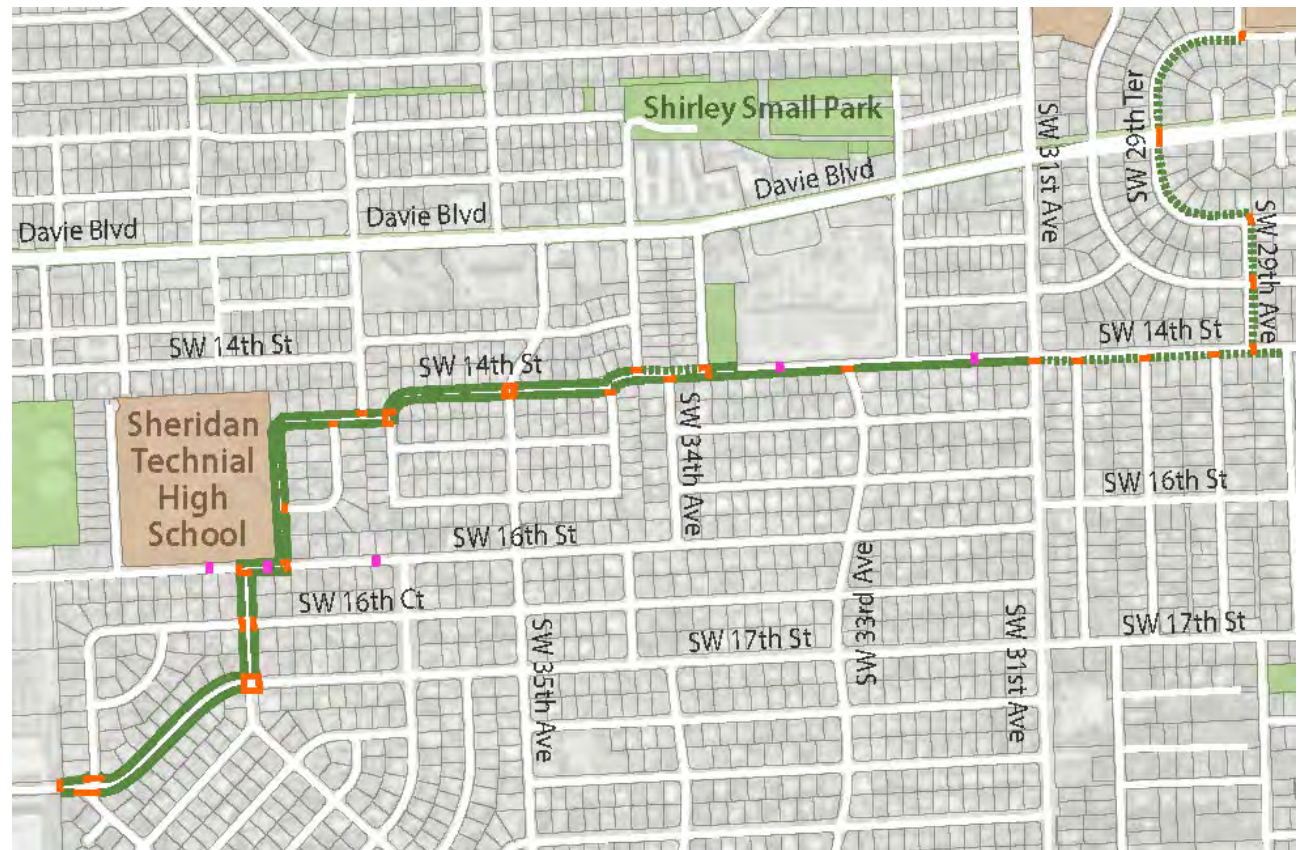 Shirley Small Park
SW 31st Ave
SW 29th Ter
Davie Blvd
Davie Blvd
Davie Blvd
SW 29th Ave
SW 14th St
SW 14th St
SW 14th St
Sheridan
Technial
High
School
SW 34th Ave
SW 16th St
SW 16th St
SW 16th Ct
SW 35th Ave
SW 17th St
SW 33rd Ave
SW 31st Ave
SW 17th St